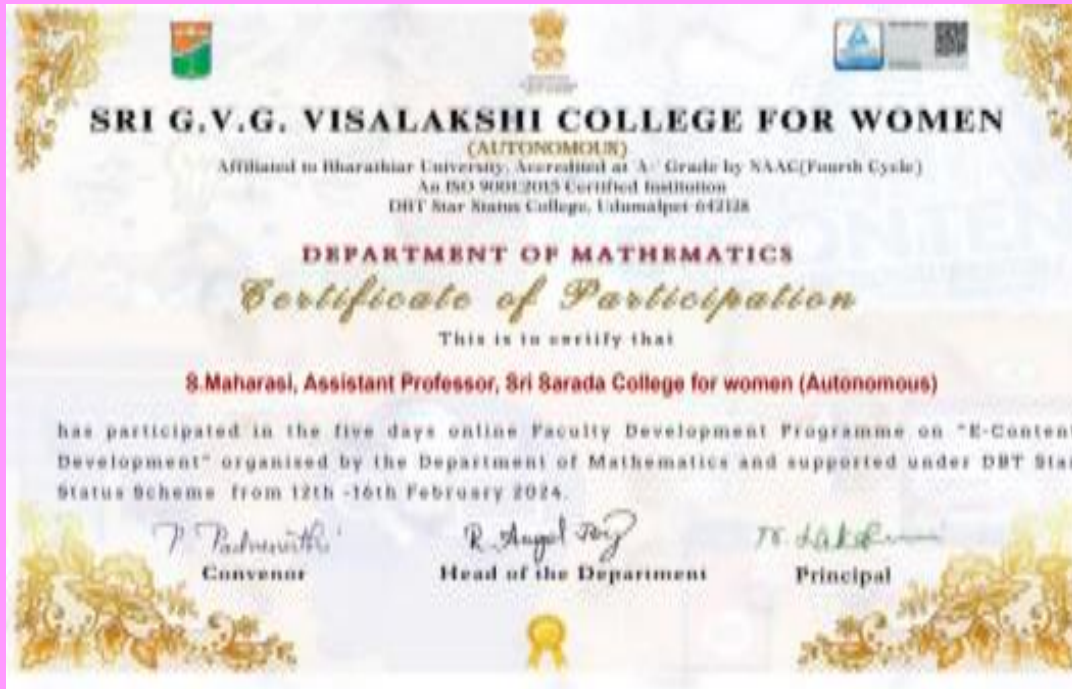 SRI G.V.G. VISALAKSHI COLLEGE FOR WOMEN
(AUTONOMOUS)
Affiliated to Bharathiar University, Accredited at 'A+' Grade by NAAC(Fourth Cycle)
An ISO 9001:2015 Certified Institution
DBT Star Status College, Udumalpet-642128
DEPARTMENT OF MATHEMATICS
Certificate of Participation
This is to certify that
S.Maharasi, Assistant Professor, Sri Sarada College for women (Autonomous)
has participated in the five days online Faculty Development Programme on "E-Content
Development" organised by the Department of Mathematics and supported under DBT Star
Status Scheme from 12th -16th February 2024.
Convenor
Head of the Department
Principal